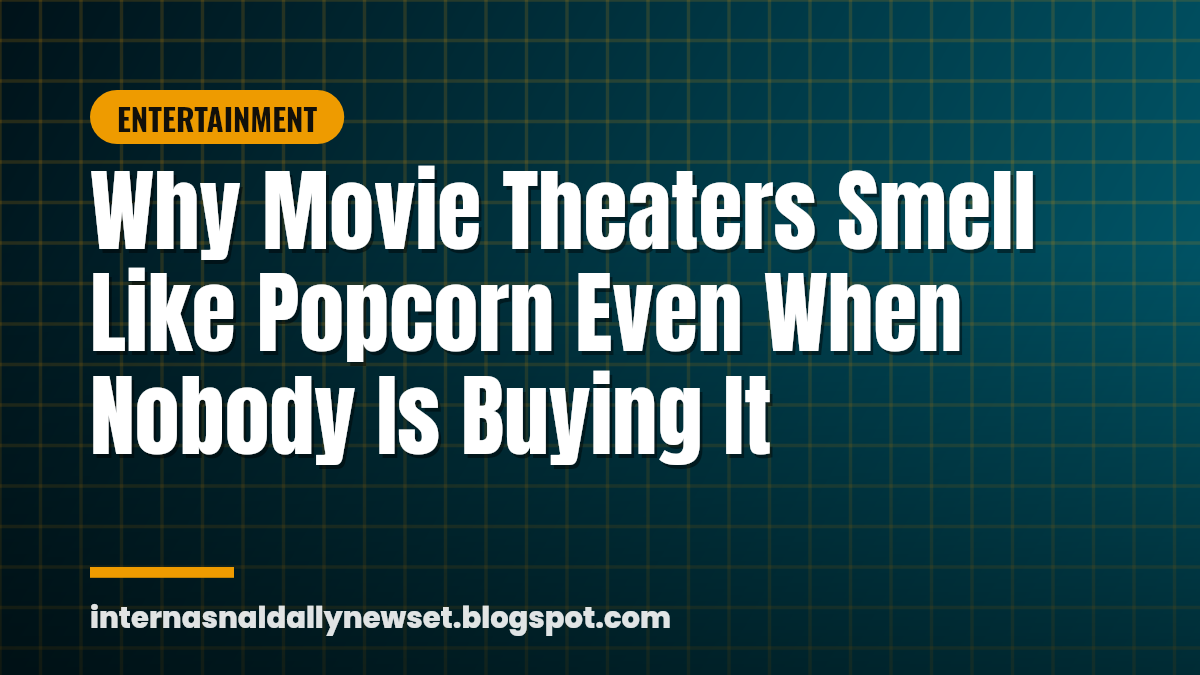 ENTERTAINMENT
Why Movie Theaters Smell
Like Popcorn Even When
Nobody Is Buying It
internasnaldallynewset.blogspot.com